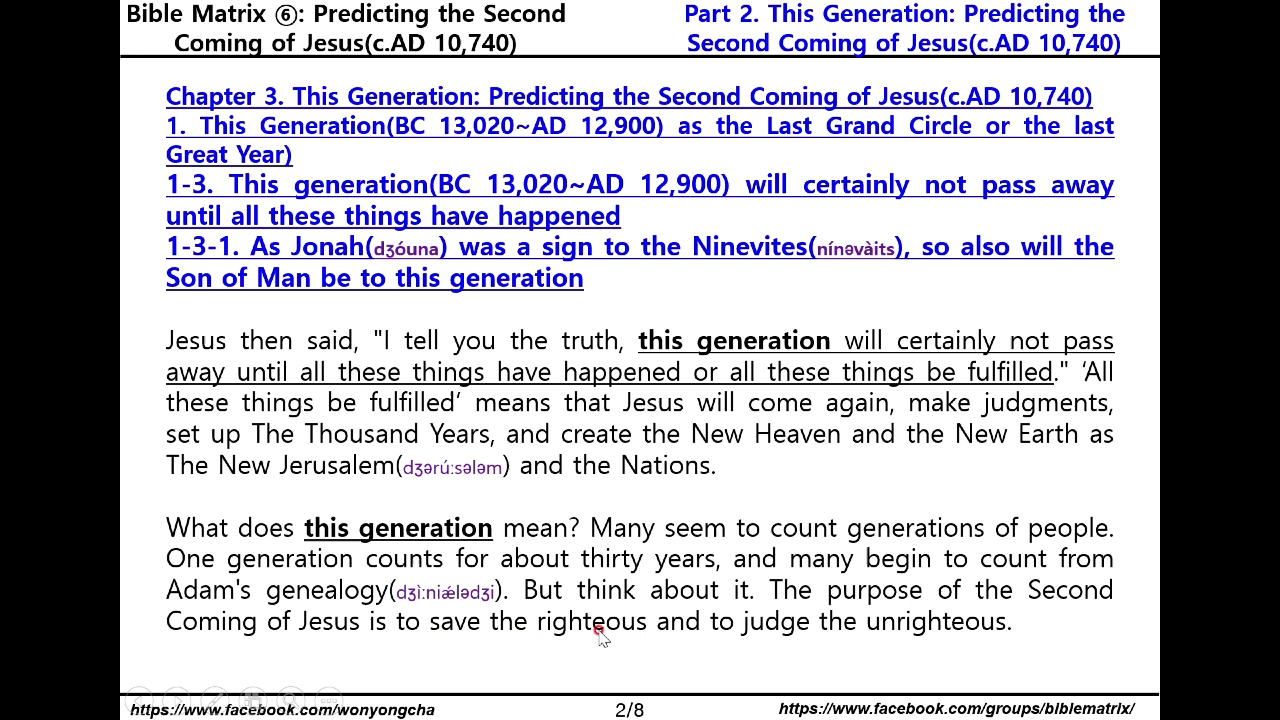 Bible Matrix ⑥: Predicting the Second
Coming of Jesus(c.AD 10,740)
Part 2. This Generation: Predicting the
Second Coming of Jesus(c.AD 10,740)
Chapter 3. This Generation: Predicting the Second Coming of Jesus(c.AD 10,740)
1. This Generation(BC 13,020~AD 12,900) as the Last Grand Circle or the last
Great Year)
1-3. This generation(BC 13,020~AD 12,900) will certainly not pass away
until all these things have happened
1-3-1. As Jonah(dʒóuna) was a sign to the Ninevites(nínəvàits), so also will the
Son of Man be to this generation
Jesus then said, "I tell you the truth, this generation will certainly not pass
away until all these things have happened or all these things be fulfilled." ‘All
these things be fulfilled’ means that Jesus will come again, make judgments,
set up The Thousand Years, and create the New Heaven and the New Earth as
The New Jerusalem(dʒərú:sələm) and the Nations.
What does this generation mean? Many seem to count generations of people.
One generation counts for about thirty years, and many begin to count from
Adam's genealogy(dʒì:niǽlədʒi). But think about it. The purpose of the Second
Coming of Jesus is to save the righteous and to judge the unrighteous.
https://www.facebook.com/wonyongcha
2/8
https://www.facebook.com/groups/biblematrix/